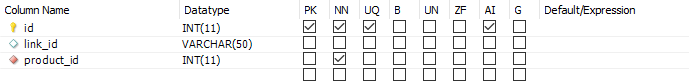 Column Name Datatype PK NN UQ B UN ZF AI G Default/Expression
id INT(11)
link_id VARCHAR(50)
product_id INT(11)